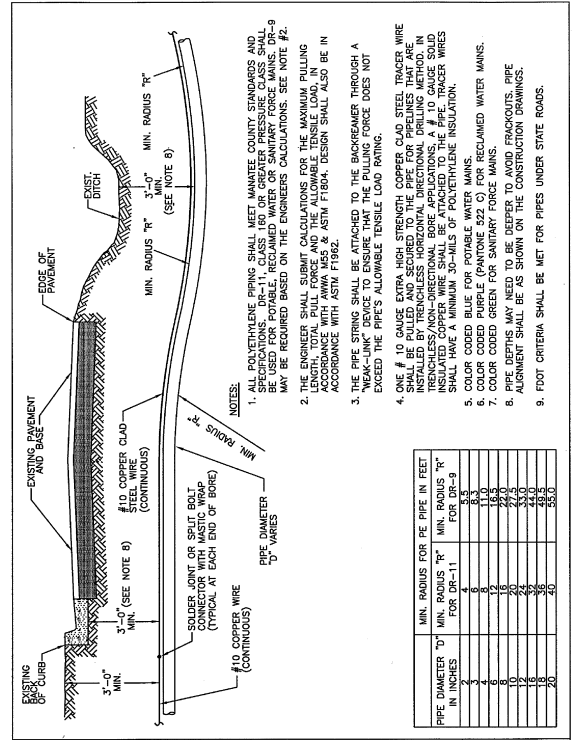 EXISTING
BACK
OF CURB
EXISTING PAVEMENT
AND BASE
EDGE OF
PAVEMENT
EXIST.
DITCH
3'-0"
MIN.
3'-0" (SEE NOTE 8)
MIN.
#10 COPPER CLAD
STEEL WIRE
(CONTINUOUS)
MIN. RADIUS "R"
3'-0"
MIN.
(SEE NOTE 8)
MIN. RADIUS "R"
SOLDER JOINT OR SPLIT BOLT
CONNECTOR WITH MASTIC WRAP
(TYPICAL AT EACH END OF BORE)
#10 COPPER WIRE
(CONTINUOUS)
MIN. RADIUS "R"
PIPE DIAMETER
"D" VARIES
NOTES:
1. ALL POLYETHYLENE PIPING SHALL MEET MANATEE COUNTY STANDARDS AND
SPECIFICATIONS. DR-11, CLASS 160 OR GREATER PRESSURE CLASS SHALL
BE USED FOR POTABLE, RECLAIMED WATER OR SANITARY FORCE MAINS. DR-9
MAY BE REQUIRED BASED ON THE ENGINEERS CALCULATIONS. SEE NOTE #2.
2. THE ENGINEER SHALL SUBMIT CALCULATIONS FOR THE MAXIMUM PULLING
LENGTH, TOTAL PULL FORCE AND THE ALLOWABLE TENSILE LOAD, IN
ACCORDANCE WITH AWWA M55 & ASTM F1804. DESIGN SHALL ALSO BE IN
ACCORDANCE WITH ASTM F1962.
3. THE PIPE STRING SHALL BE ATTACHED TO THE BACKREAMER THROUGH A
"WEAK-LINK" DEVICE TO ENSURE THAT THE PULLING FORCE DOES NOT
EXCEED THE PIPE'S ALLOWABLE TENSILE LOAD RATING.
4. ONE # 10 GAUGE EXTRA HIGH STRENGTH COPPER CLAD STEEL TRACER WIRE
SHALL BE PULLED AND SECURED TO THE PIPE FOR PIPELINES THAT ARE
INSTALLED BY TRENCHLESS HORIZONTAL DIRECTIONAL DRILLING METHOD. IN
TRENCHLESS/NON-DIRECTIONAL BORE APPLICATIONS, A # 10 GAUGE SOLID
INSULATED COPPER WIRE SHALL BE ATTACHED TO THE PIPE. TRACER WIRES
SHALL HAVE A MINIMUM 30-MILS OF POLYETHYLENE INSULATION.
5. COLOR CODED BLUE FOR POTABLE WATER MAINS.
6. COLOR CODED PURPLE (PANTONE 522 C) FOR RECLAIMED WATER MAINS.
7. COLOR CODED GREEN FOR SANITARY FORCE MAINS.
8. PIPE DEPTHS MAY NEED TO BE DEEPER TO AVOID FRACKOUTS. PIPE
ALIGNMENT SHALL BE AS SHOWN ON THE CONSTRUCTION DRAWINGS.
9. FDOT CRITERIA SHALL BE MET FOR PIPES UNDER STATE ROADS.
MIN. RADIUS FOR PE PIPE IN FEET
PIPE DIAMETER "D" MIN. RADIUS "R" MIN. RADIUS "R"
IN INCHES FOR DR-11 FOR DR-9
2 4 5.5
3 6 8.3
4 8 11.0
6 12 16.5
8 16 22.0
10 20 27.5
12 24 33.0
16 32 44.0
18 36 49.5
20 40 55.0